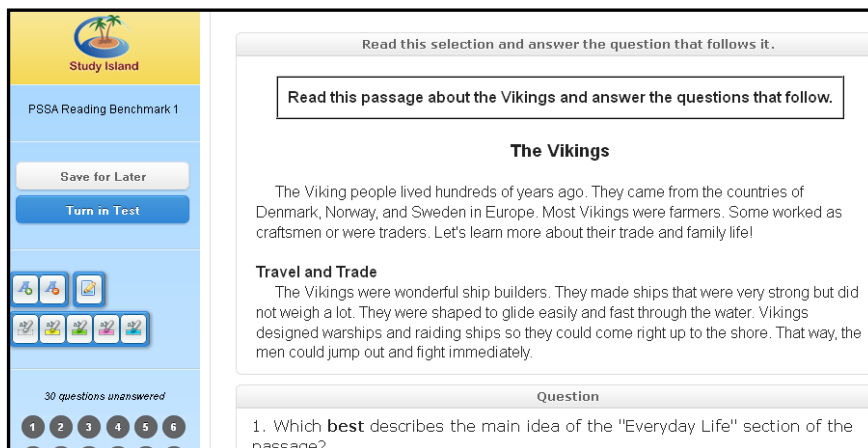 Study Island
PSSA Reading Benchmark 1
Save for Later
Turn in Test
30 questions unanswered
1 2 3 4 5 6
Read this selection and answer the question that follows it.
Read this passage about the Vikings and answer the questions that follow.
The Vikings
The Viking people lived hundreds of years ago. They came from the countries of
Denmark, Norway, and Sweden in Europe. Most Vikings were farmers. Some worked as
craftsmen or were traders. Let's learn more about their trade and family life!
Travel and Trade
The Vikings were wonderful ship builders. They made ships that were very strong but did
not weigh a lot. They were shaped to glide easily and fast through the water. Vikings
designed warships and raiding ships so they could come right up to the shore. That way, the
men could jump out and fight immediately.
Question
1. Which best describes the main idea of the "Everyday Life" section of the
passage?